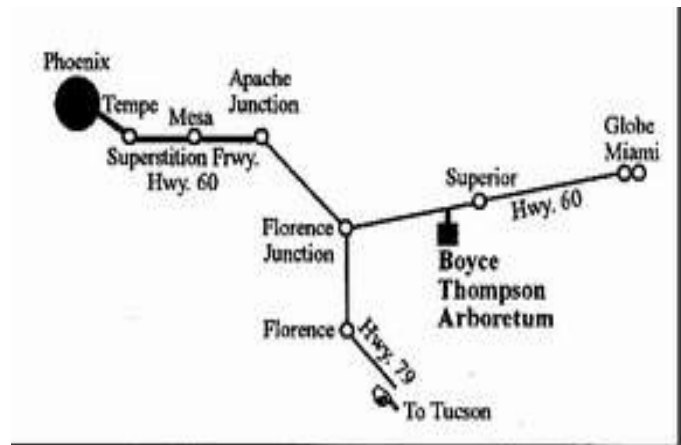 Phoenix
Tempe
Mesa
Apache
Junction
Superstition Frwy.
Hwy. 60
Globe
Miami
Superior
Hwy. 60
Florence
Junction
Boyce
Thompson
Arboretum
Florence
Hwy. 79
To Tucson